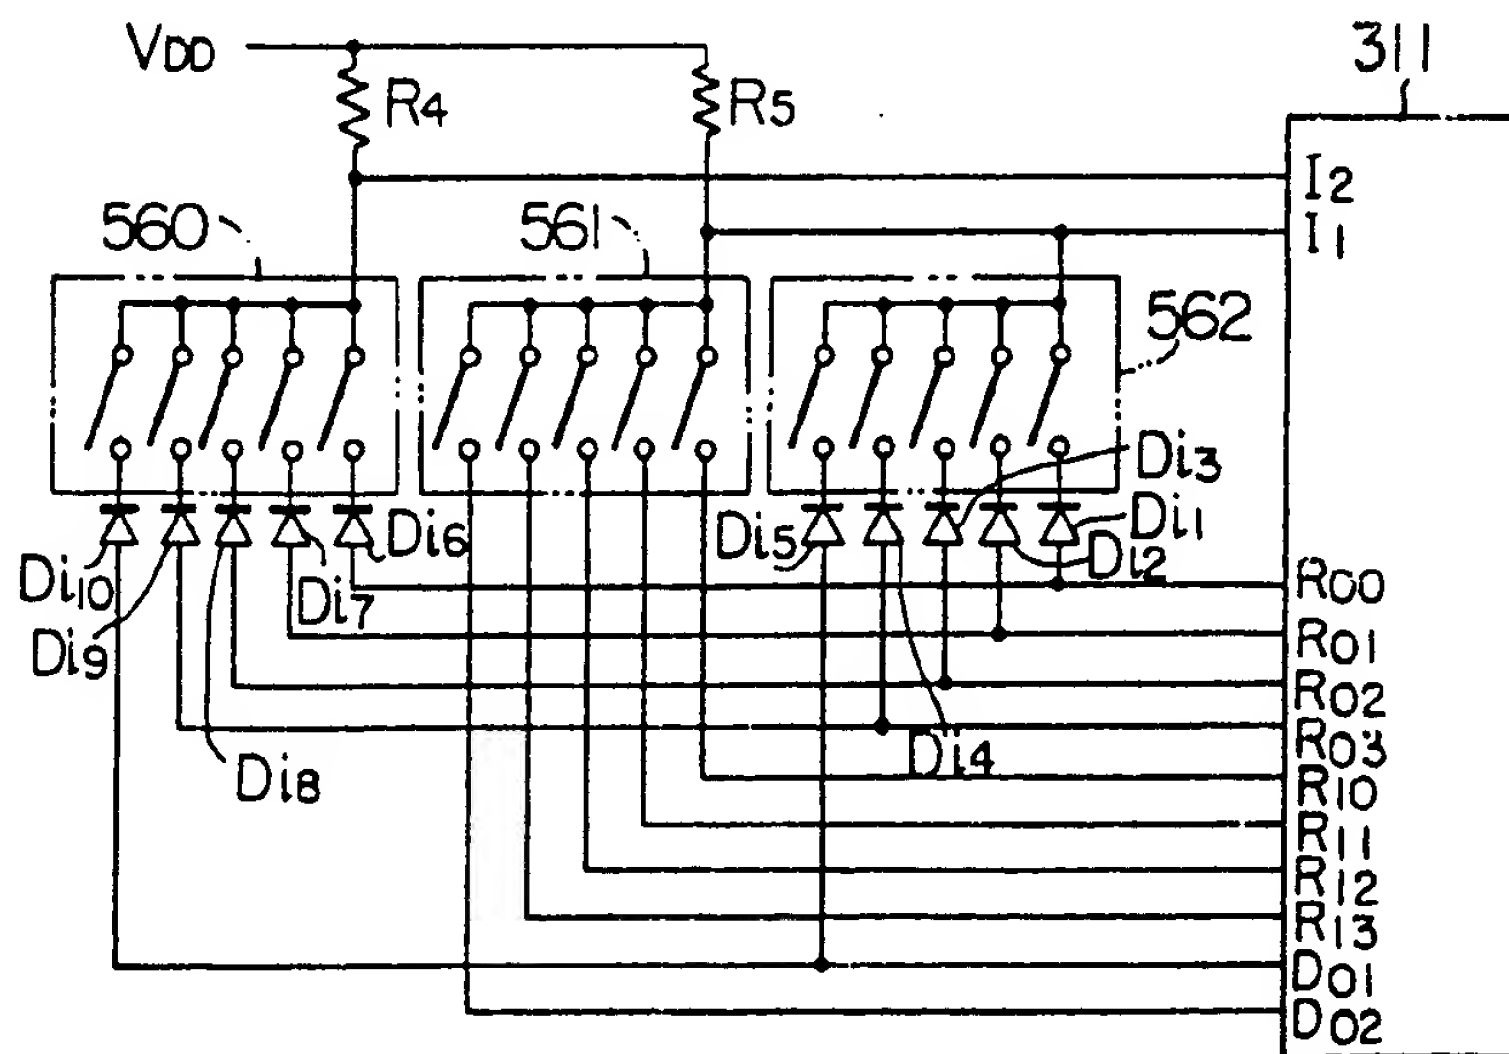 VDD
R4
R5
311
I2
I1
560
561
562
Di3
Di1
Di2
Di5
Di6
Di10
Di7
Di9
Di8
Di4
R00
R01
R02
R03
R10
R11
R12
R13
D01
D02